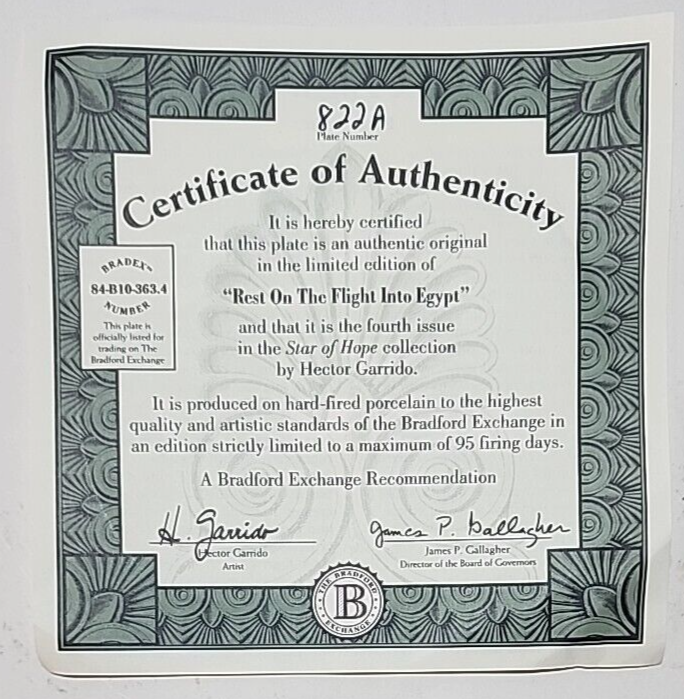 822A
Plate Number
Certificate of Authenticity
It is hereby certified
that this plate is an authentic original
in the limited edition of
“Rest On The Flight Into Egypt”
and that it is the fourth issue
in the Star of Hope collection
by Hector Garrido.
BRADEX™
84-B10-363.4
NUMBER
This plate is
officially listed for
trading on The
Bradford Exchange
It is produced on hard-fired porcelain to the highest
quality and artistic standards of the Bradford Exchange in
an edition strictly limited to a maximum of 95 firing days.
A Bradford Exchange Recommendation
H. Garrido
Hector Garrido
Artist
James P. Gallagher
James P. Gallagher
Director of the Board of Governors
THE BRADFORD
B
EXCHANGE